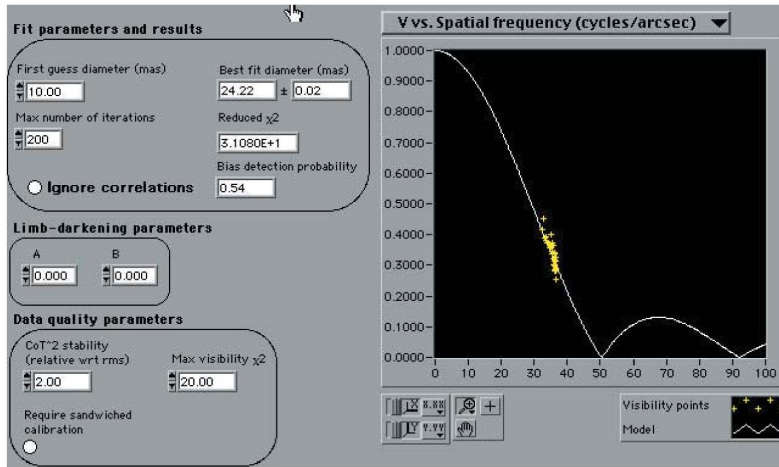 Fit parameters and results
First guess diameter (mas)
10.00
Best fit diameter (mas)
24.22 ± 0.02
Max number of iterations
200
Reduced χ2
3.1080E+1
Bias detection probability
0.54
Ignore correlations
Limb-darkening parameters
A
0.000
B
0.000
Data quality parameters
CoT^2 stability
(relative wrt rms)
2.00
Max visibility χ2
20.00
Require sandwiched
calibration
V vs. Spatial frequency (cycles/arcsec)
1.0000
0.9000
0.8000
0.7000
0.6000
0.5000
0.4000
0.3000
0.2000
0.1000
0.0000
0 10 20 30 40 50 60 70 80 90 100
X X.XX
Y Y.YY
Visibility points
Model